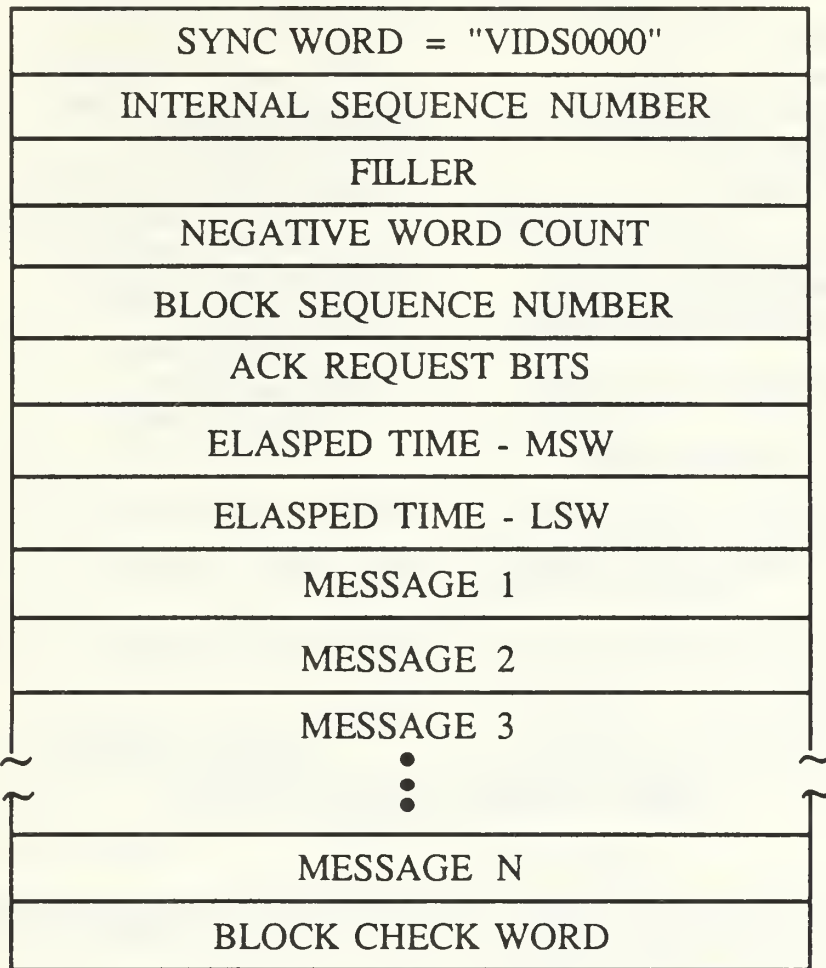 SYNC WORD = "VIDS0000"
INTERNAL SEQUENCE NUMBER
FILLER
NEGATIVE WORD COUNT
BLOCK SEQUENCE NUMBER
ACK REQUEST BITS
ELASPED TIME - MSW
ELASPED TIME - LSW
MESSAGE 1
MESSAGE 2
MESSAGE 3
MESSAGE N
BLOCK CHECK WORD